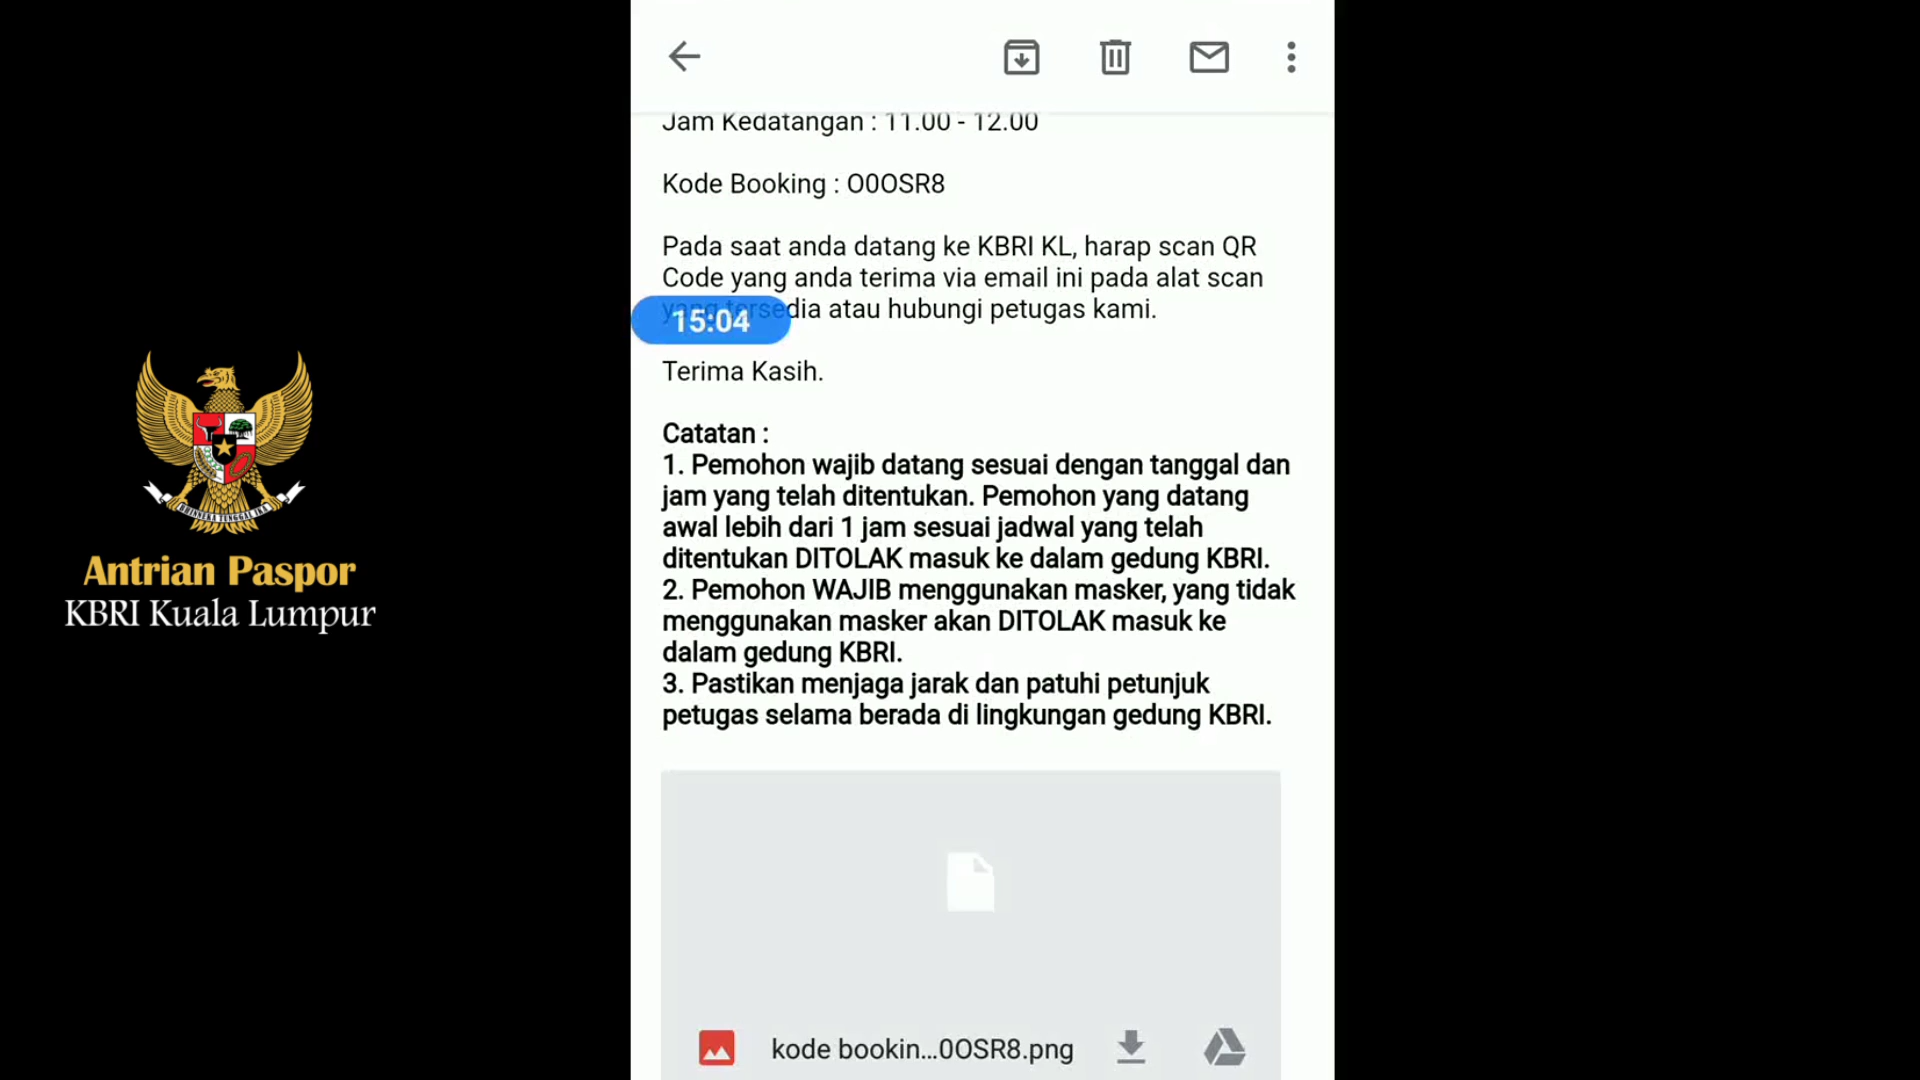 Jam Kedatangan : 11.00 - 12.00
Kode Booking : O0OSR8
Pada saat anda datang ke KBRI KL, harap scan QR
Code yang anda terima via email ini pada alat scan
yang tersedia atau hubungi petugas kami.
15:04
Terima Kasih.
Catatan :
1. Pemohon wajib datang sesuai dengan tanggal dan
jam yang telah ditentukan. Pemohon yang datang
awal lebih dari 1 jam sesuai jadwal yang telah
ditentukan DITOLAK masuk ke dalam gedung KBRI.
2. Pemohon WAJIB menggunakan masker, yang tidak
menggunakan masker akan DITOLAK masuk ke
dalam gedung KBRI.
3. Pastikan menjaga jarak dan patuhi petunjuk
petugas selama berada di lingkungan gedung KBRI.
kode bookin...0OSR8.png
BHINNEKA TUNGGAL IKA
Antrian Paspor
KBRI Kuala Lumpur